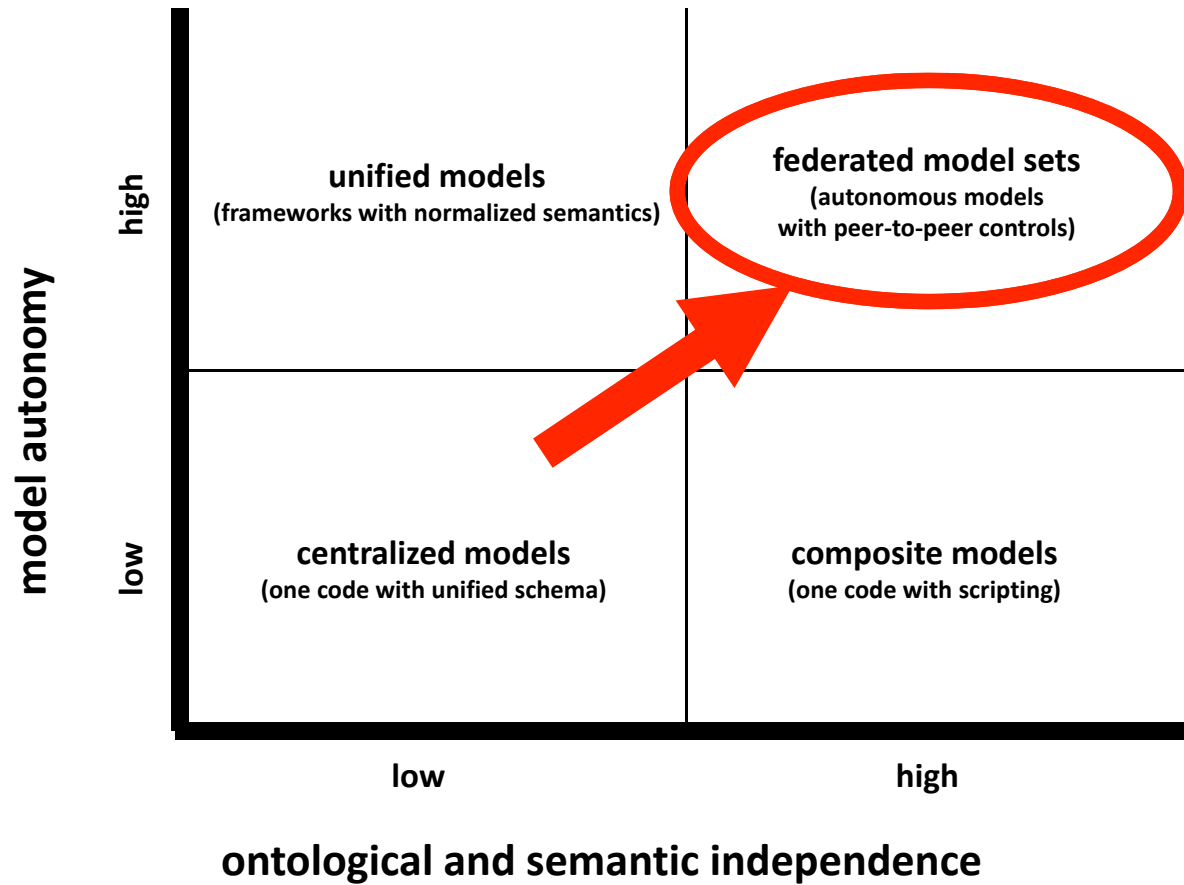 model autonomy
high
low
unified models
(frameworks with normalized semantics)
federated model sets
(autonomous models
with peer-to-peer controls)
centralized models
(one code with unified schema)
composite models
(one code with scripting)
low
high
ontological and semantic independence